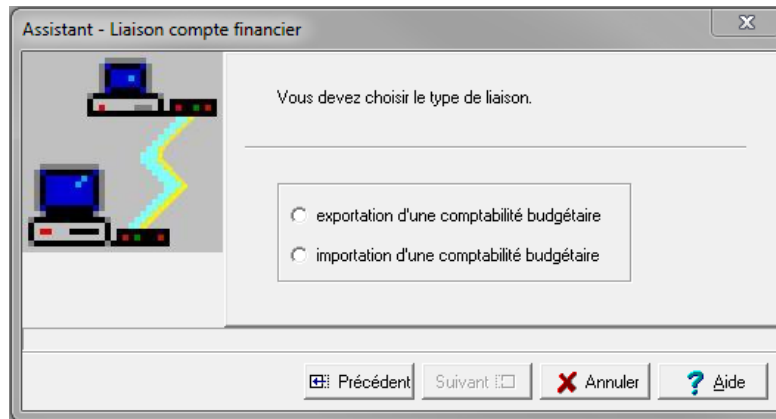 Assistant - Liaison compte financier
Vous devez choisir le type de liaison.
exportation d'une comptabilité budgétaire
importation d'une comptabilité budgétaire
Précédent Suivant Annuler ? Aide